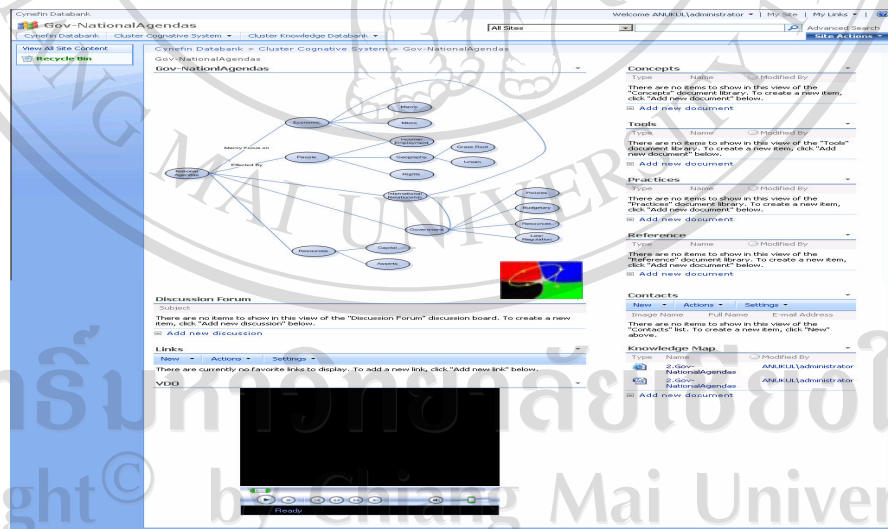 Cynefin Databank
Welcome ANUKUL\administrator | My Site | My Links
Gov-NationalAgendas
All Sites
Advanced Search
Cynefin Databank Cluster Cognitive System Cluster Knowledge Databank
Site Actions
View All Site Content
Recycle Bin
Cynefin Databank > Cluster Cognative System > Gov-NationalAgendas
Gov-NationalAgendas
Gov-NationlAgendas
Macro
Economic
Micro
Income/Employment
Grass Root
Mainly Focus on
People
Geography
Urban
Effected By
National Agendas
Rights
International Relationship
Policies
Budgetary
Government
Resources
Law/Regulation
Resources
Capital
Assests
Discussion Forum
Subject
There are no items to show in this view of the "Discussion Forum" discussion board. To create a new
item, click "Add new discussion" below.
Add new discussion
Links
New Actions Settings
There are currently no favorite links to display. To add a new link, click "Add new link" below.
VDO
Ready
Concepts
Type Name Modified By
There are no items to show in this view of the
"Concepts" document library. To create a new item,
click "Add new document" below.
Add new document
Tools
Type Name Modified By
There are no items to show in this view of the "Tools"
document library. To create a new item, click "Add
new document" below.
Add new document
Practices
Type Name Modified By
There are no items to show in this view of the
"Practices" document library. To create a new item,
click "Add new document" below.
Add new document
Reference
Type Name Modified By
There are no items to show in this view of the
"Reference" document library. To create a new item,
click "Add new document" below.
Add new document
Contacts
New Actions Settings
Image Name Full Name E-mail Address
There are no items to show in this view of the
"Contacts" list. To create a new item, click "New"
above.
Knowledge Map
Type Name Modified By
2.Gov-
NationalAgendas
ANUKUL\administrator
2.Gov-
NationalAgendas
ANUKUL\administrator
Add new document
MAI UNIVERSITY
ght© by Chiang Mai Univer